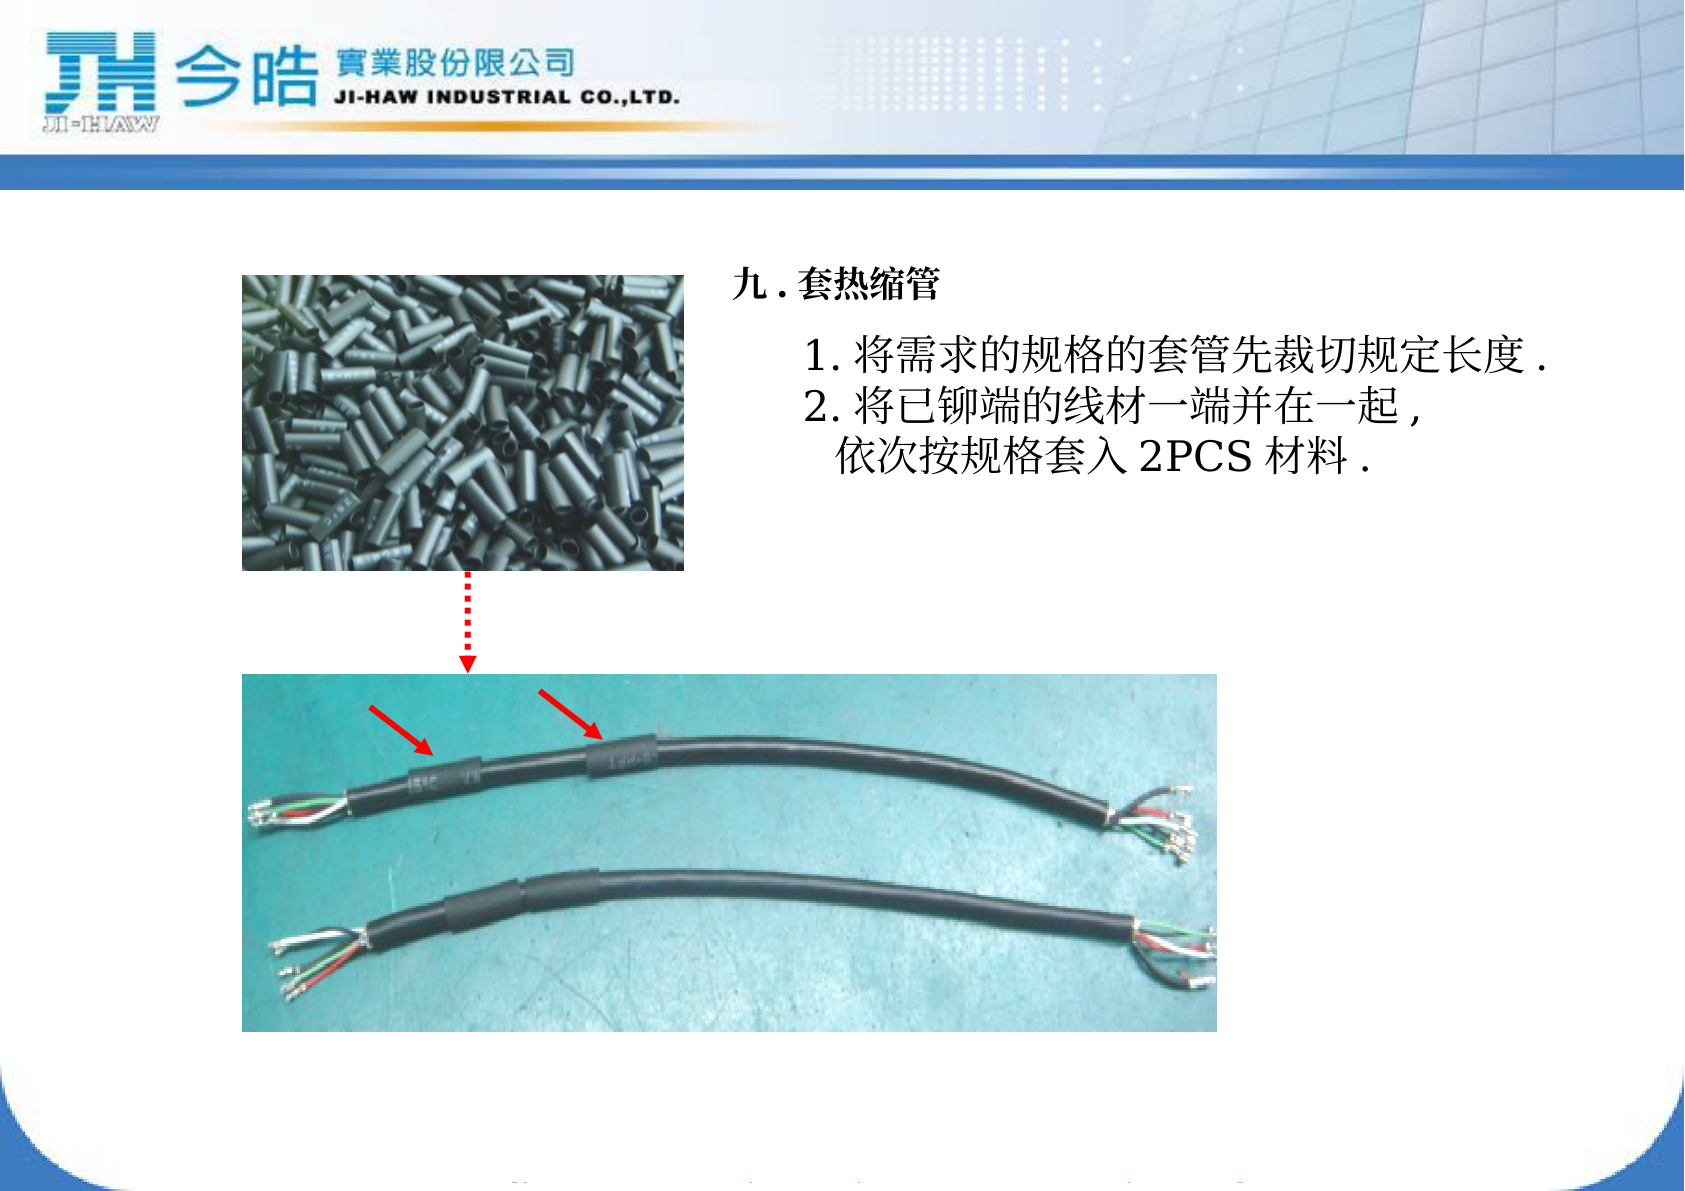 今皓 實業股份限公司
JI-HAW INDUSTRIAL CO.,LTD.
JI-HAW
九 . 套热缩管
1. 将需求的规格的套管先裁切规定长度 .
2. 将已铆端的线材一端并在一起 ,
依次按规格套入 2PCS 材料 .